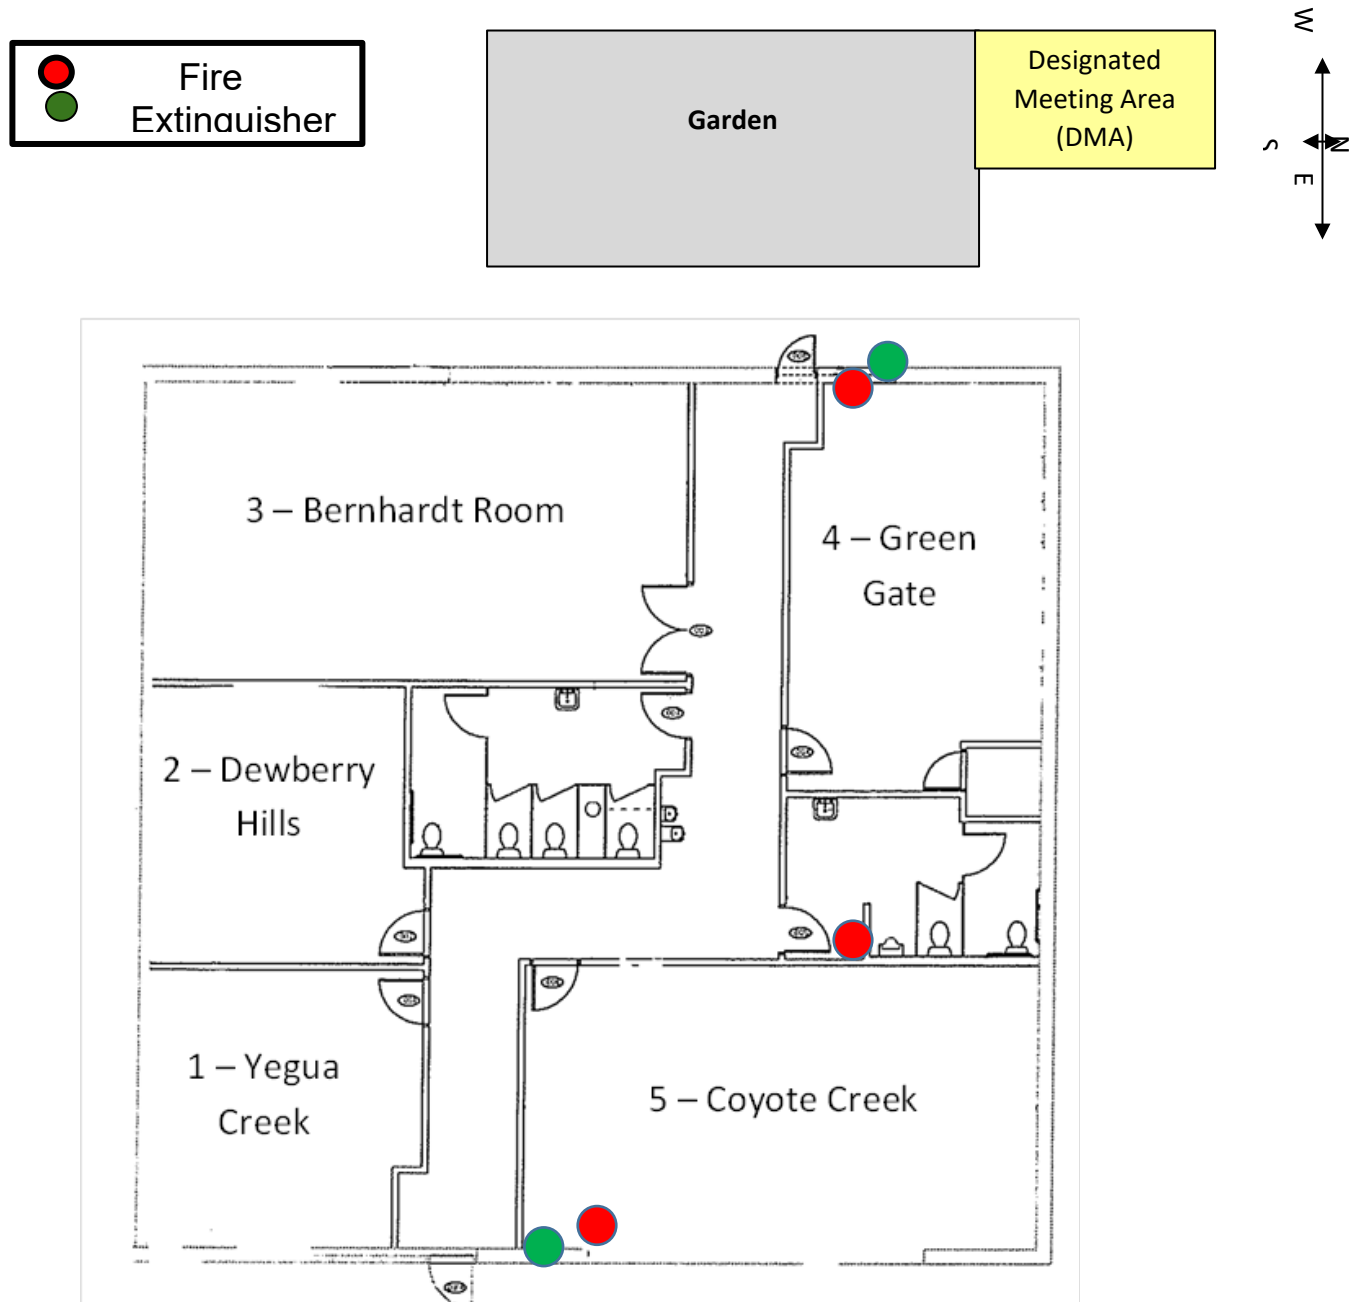 Fire
Extinguisher
Garden
Designated
Meeting Area
(DMA)
W
N
S
E
3 – Bernhardt Room
4 – Green
Gate
2 – Dewberry
Hills
1 – Yegua
Creek
5 – Coyote Creek